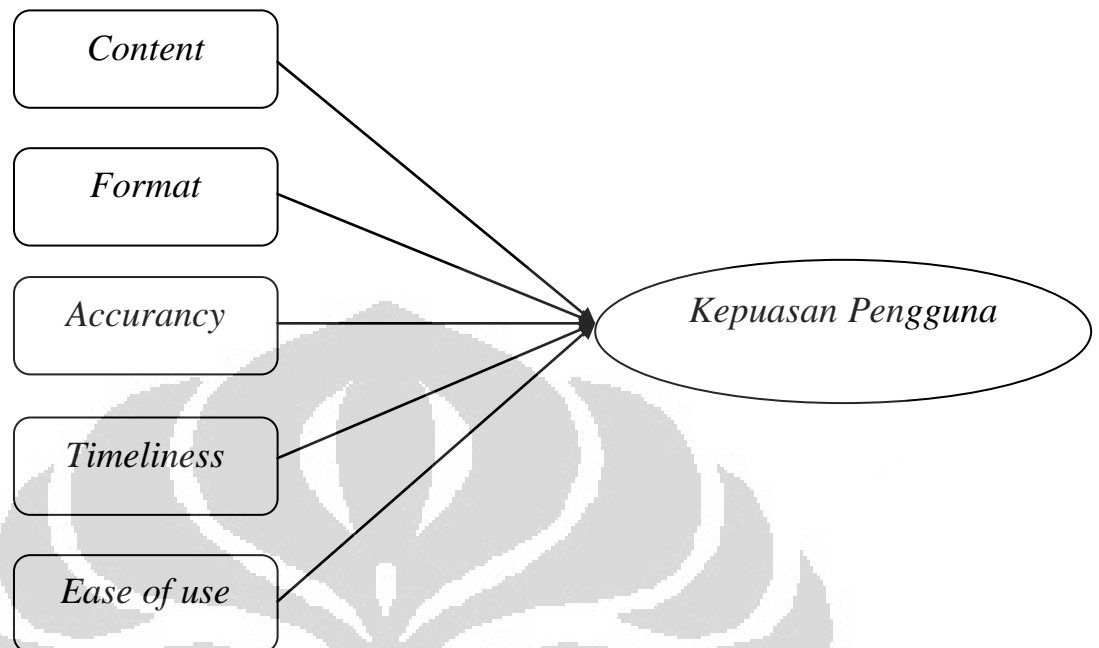 Content
Format
Accurancy
Kepuasan Pengguna
Timeliness
Ease of use